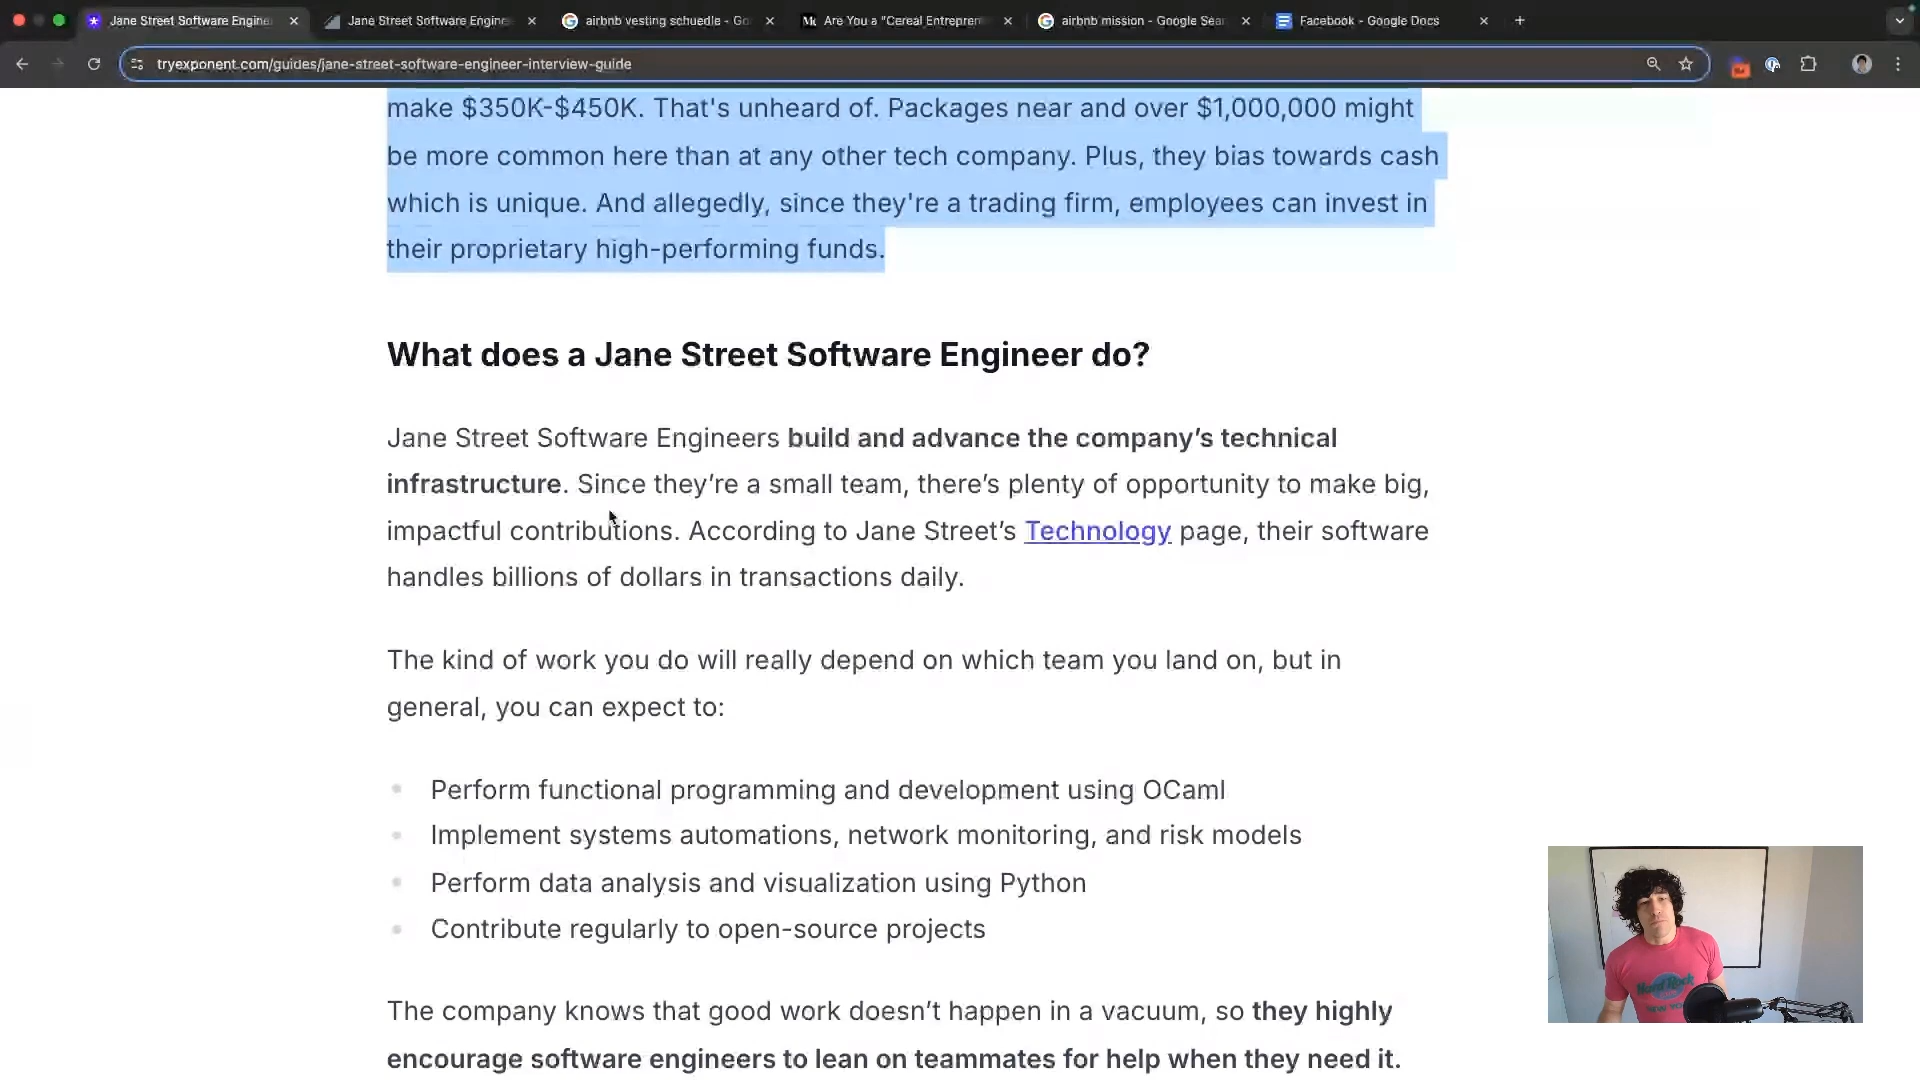 Jane Street Software Engine
Jane Street Software Engine
airbnb vesting schuedle - Go
Are You a "Cereal Entrepren
airbnb mission - Google Sea
Facebook - Google Docs
tryexponent.com/guides/jane-street-software-engineer-interview-guide
make $350K-$450K. That's unheard of. Packages near and over $1,000,000 might
be more common here than at any other tech company. Plus, they bias towards cash
which is unique. And allegedly, since they're a trading firm, employees can invest in
their proprietary high-performing funds.
What does a Jane Street Software Engineer do?
Jane Street Software Engineers build and advance the company’s technical
infrastructure. Since they’re a small team, there’s plenty of opportunity to make big,
impactful contributions. According to Jane Street’s Technology page, their software
handles billions of dollars in transactions daily.
The kind of work you do will really depend on which team you land on, but in
general, you can expect to:
Perform functional programming and development using OCaml
Implement systems automations, network monitoring, and risk models
Perform data analysis and visualization using Python
Contribute regularly to open-source projects
The company knows that good work doesn’t happen in a vacuum, so they highly
encourage software engineers to lean on teammates for help when they need it.
Hard Rock